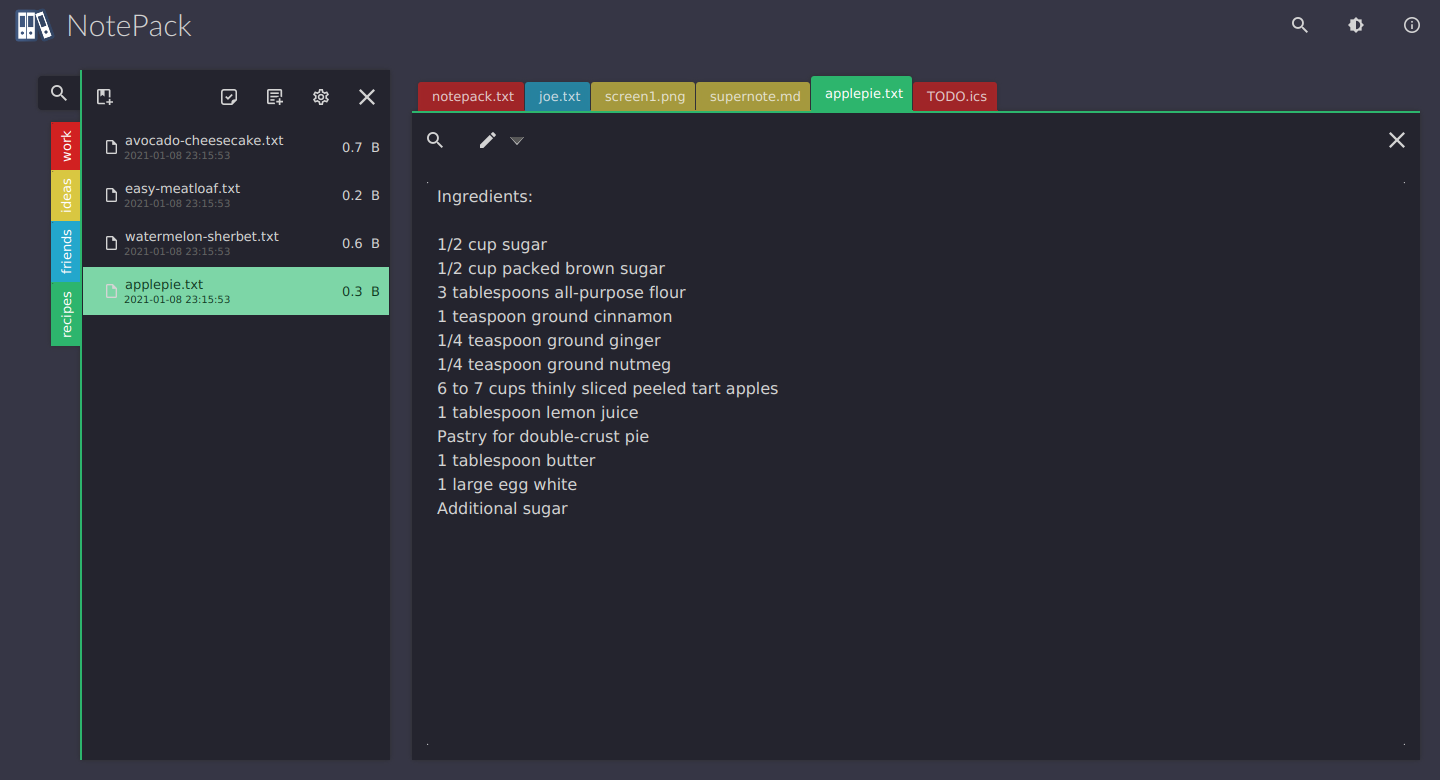 NotePack
work
ideas
friends
recipes
avocado-cheesecake.txt
2021-01-08 23:15:53
0.7 B
easy-meatloaf.txt
2021-01-08 23:15:53
0.2 B
watermelon-sherbet.txt
2021-01-08 23:15:53
0.6 B
applepie.txt
2021-01-08 23:15:53
0.3 B
notepack.txt
joe.txt
screen1.png
supernote.md
applepie.txt
TODO.ics
Ingredients:
1/2 cup sugar
1/2 cup packed brown sugar
3 tablespoons all-purpose flour
1 teaspoon ground cinnamon
1/4 teaspoon ground ginger
1/4 teaspoon ground nutmeg
6 to 7 cups thinly sliced peeled tart apples
1 tablespoon lemon juice
Pastry for double-crust pie
1 tablespoon butter
1 large egg white
Additional sugar